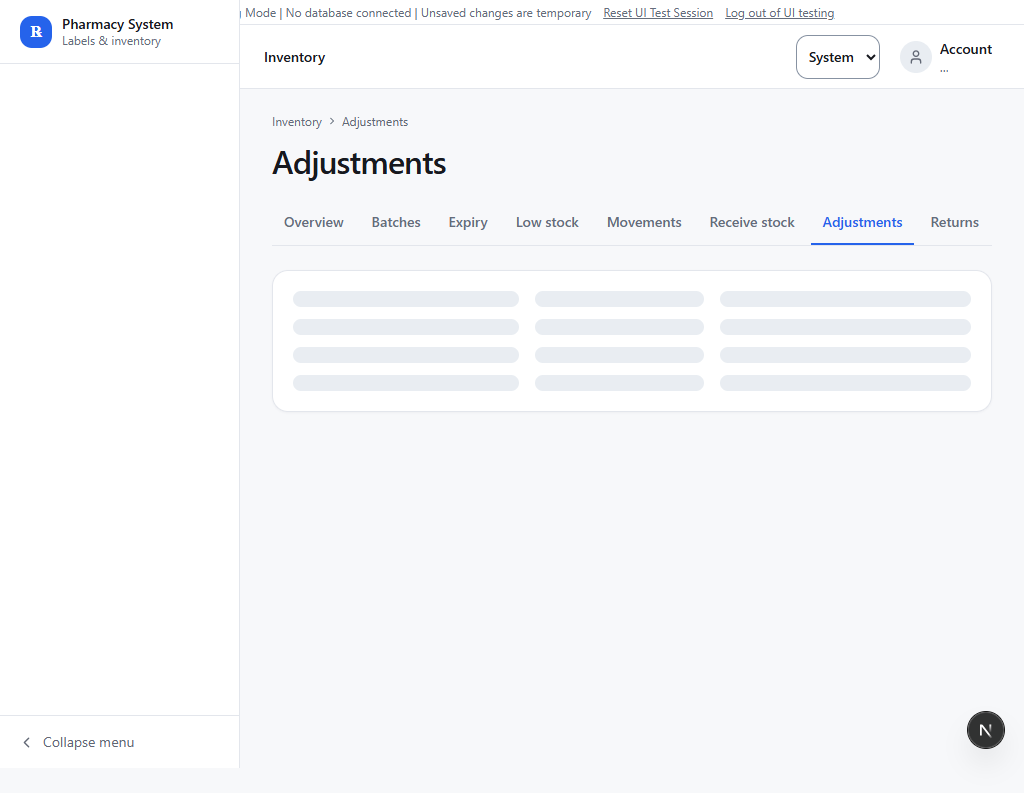 Pharmacy System
Labels & inventory
Mode | No database connected | Unsaved changes are temporary Reset UI Test Session Log out of UI testing
Inventory
System
Account
...
Inventory > Adjustments
Adjustments
Overview Batches Expiry Low stock Movements Receive stock Adjustments Returns
Collapse menu
N